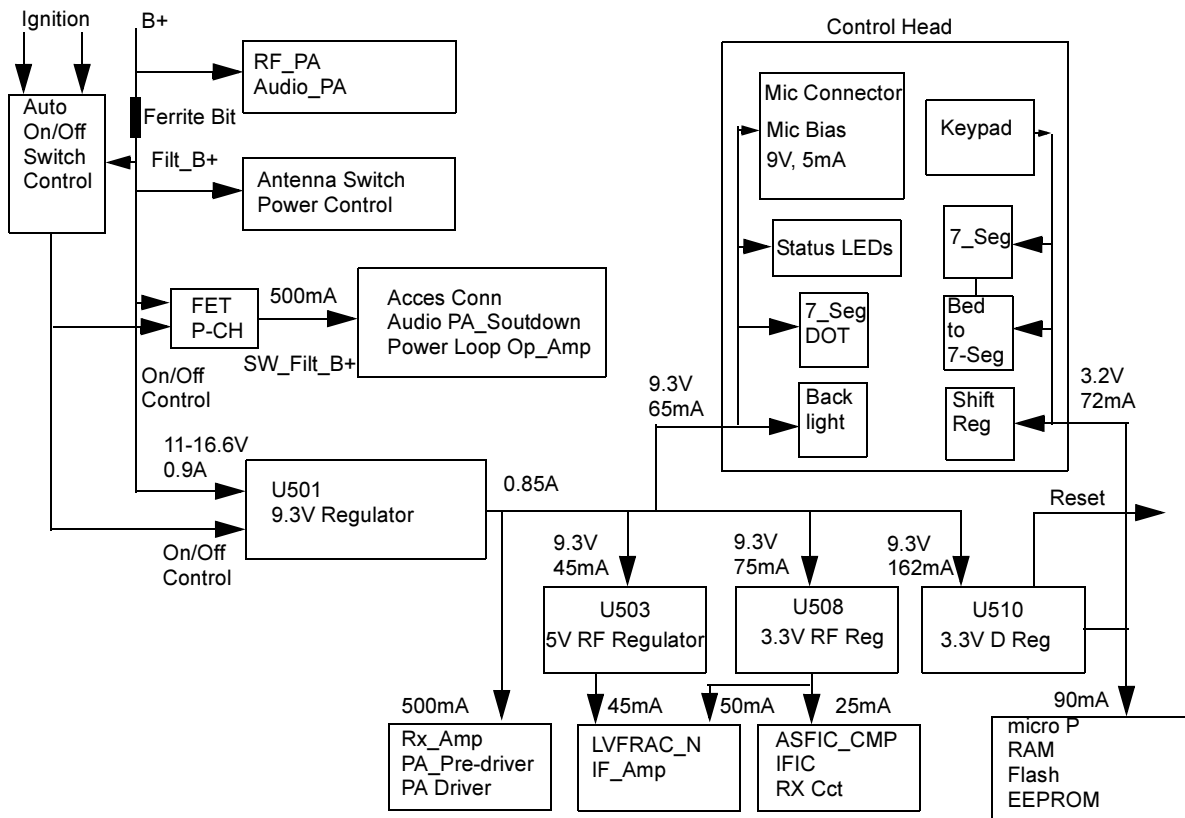 Ignition
B+
Control Head
RF_PA
Audio_PA
Auto
On/Off
Switch
Control
Ferrite Bit
Filt_B+
Antenna Switch
Power Control
Mic Connector
Mic Bias
9V, 5mA
Keypad
Status LEDs
7_Seg
7_Seg
DOT
Bed
to
7-Seg
Back
light
Shift
Reg
FET
P-CH
500mA
SW_Filt_B+
Acces Conn
Audio PA_Soutdown
Power Loop Op_Amp
On/Off
Control
9.3V
65mA
3.2V
72mA
11-16.6V
0.9A
U501
9.3V Regulator
0.85A
Reset
On/Off
Control
9.3V
45mA
9.3V
75mA
9.3V
162mA
U503
5V RF Regulator
U508
3.3V RF Reg
U510
3.3V D Reg
500mA
45mA
50mA
25mA
90mA
Rx_Amp
PA_Pre-driver
PA Driver
LVFRAC_N
IF_Amp
ASFIC_CMP
IFIC
RX Cct
micro P
RAM
Flash
EEPROM